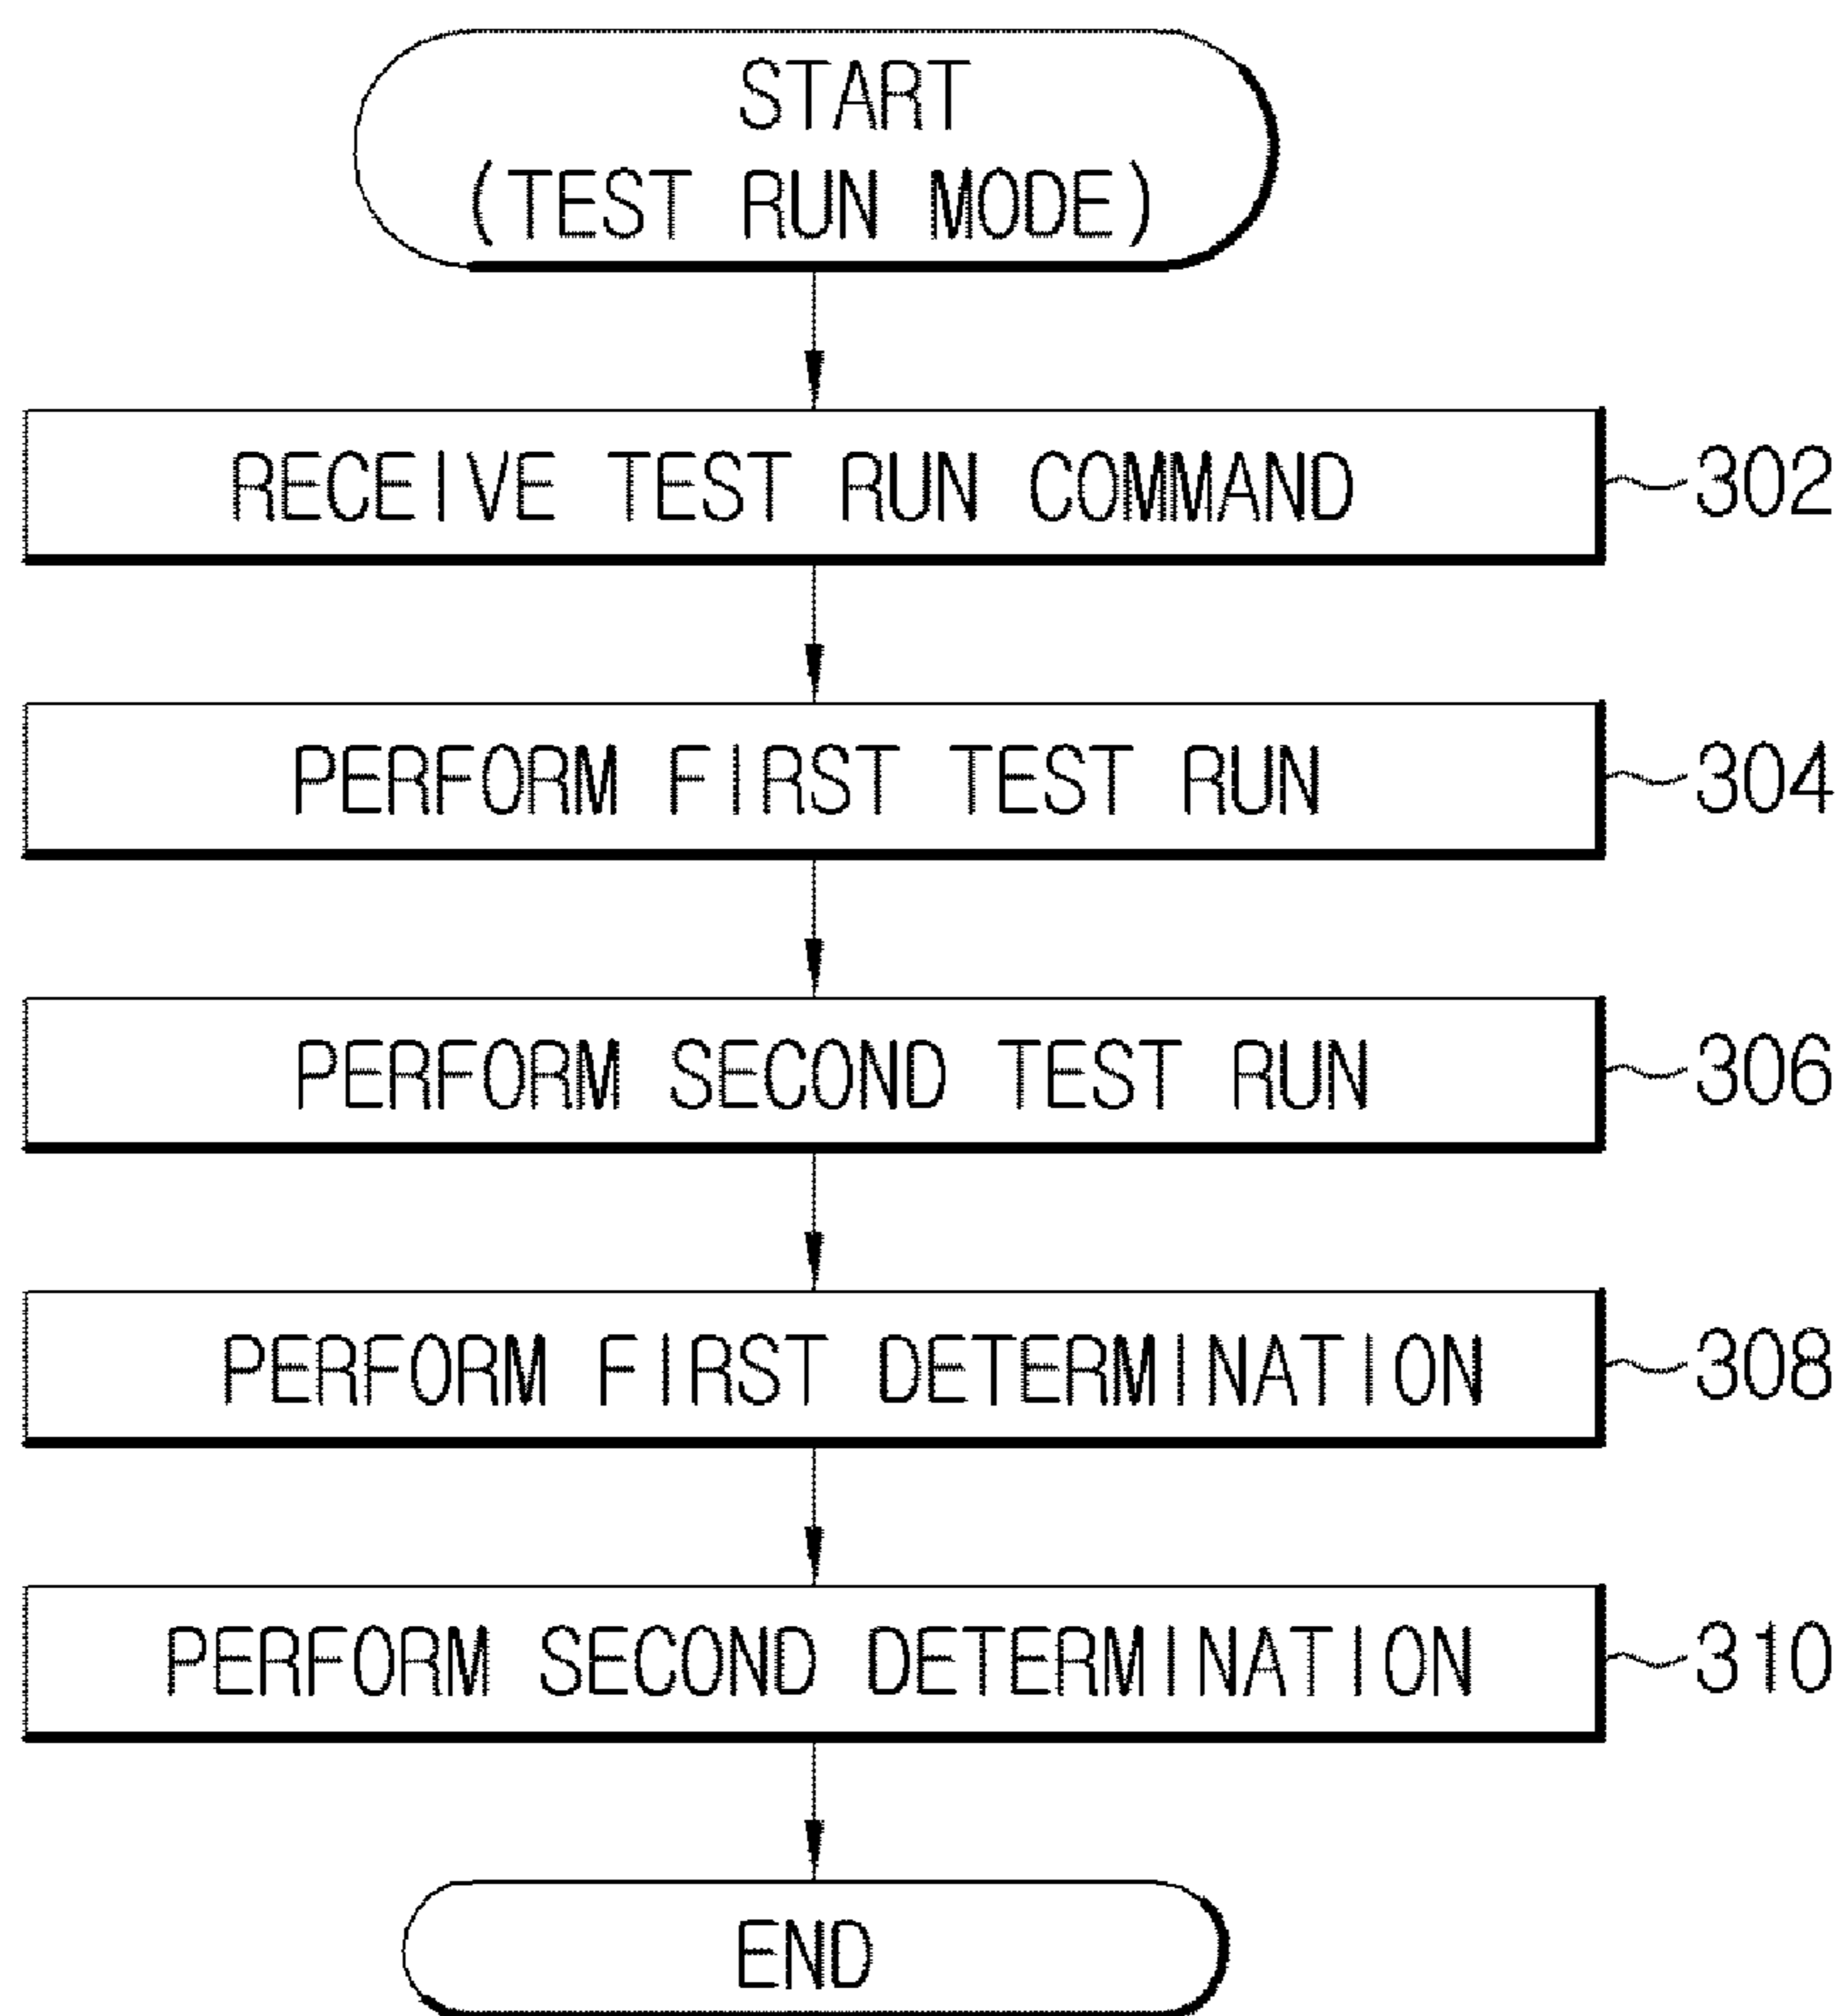 START
(TEST RUN MODE)
RECEIVE TEST RUN COMMAND
302
PERFORM FIRST TEST RUN
304
PERFORM SECOND TEST RUN
306
PERFORM FIRST DETERMINATION
308
PERFORM SECOND DETERMINATION
310
END